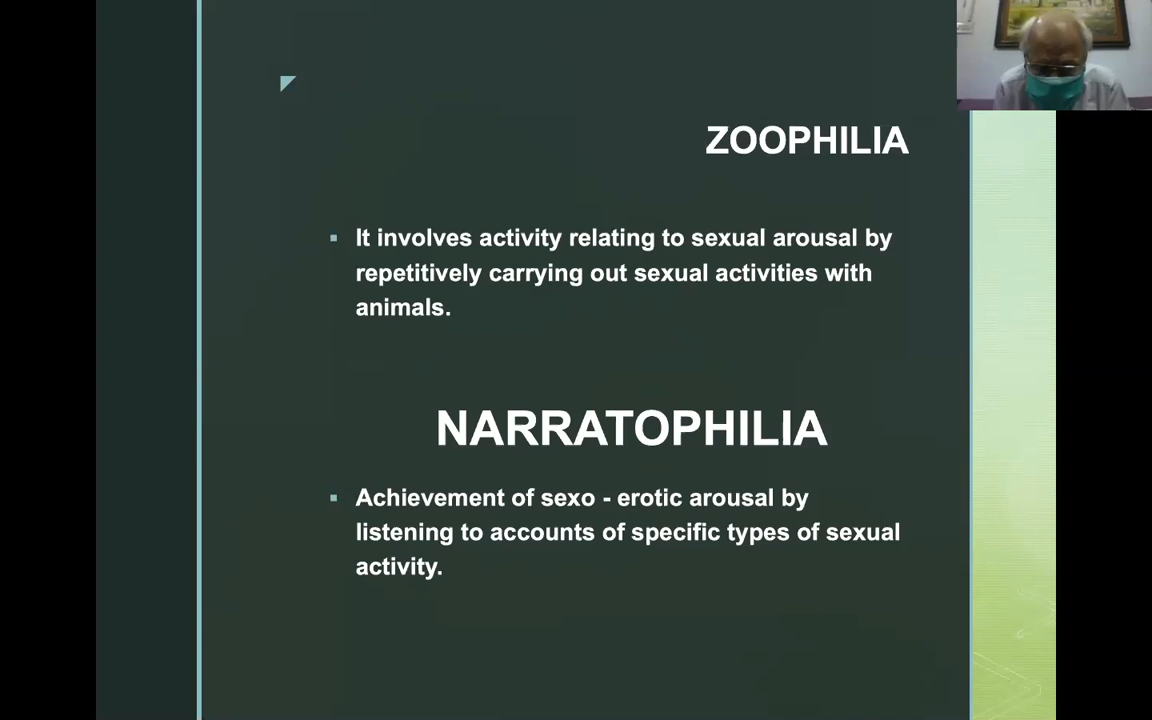 ZOOPHILIA
▪ It involves activity relating to sexual arousal by
repetitively carrying out sexual activities with
animals.
NARRATOPHILIA
▪ Achievement of sexo - erotic arousal by
listening to accounts of specific types of sexual
activity.